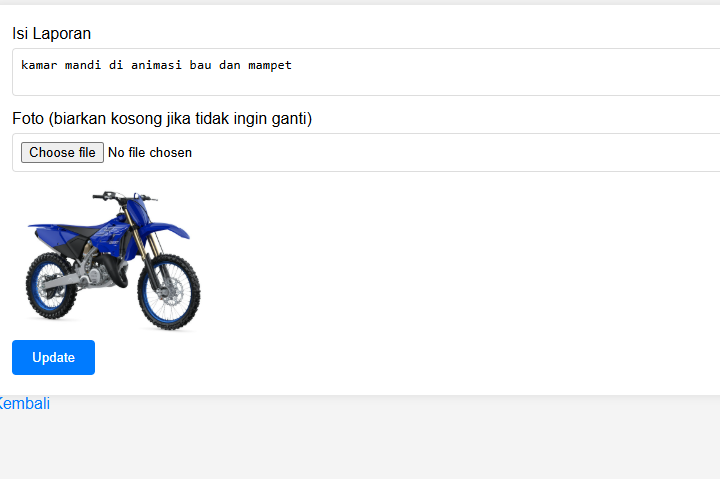 Isi Laporan
kamar mandi di animasi bau dan mampet
Foto (biarkan kosong jika tidak ingin ganti)
Choose file No file chosen
Update
Kembali